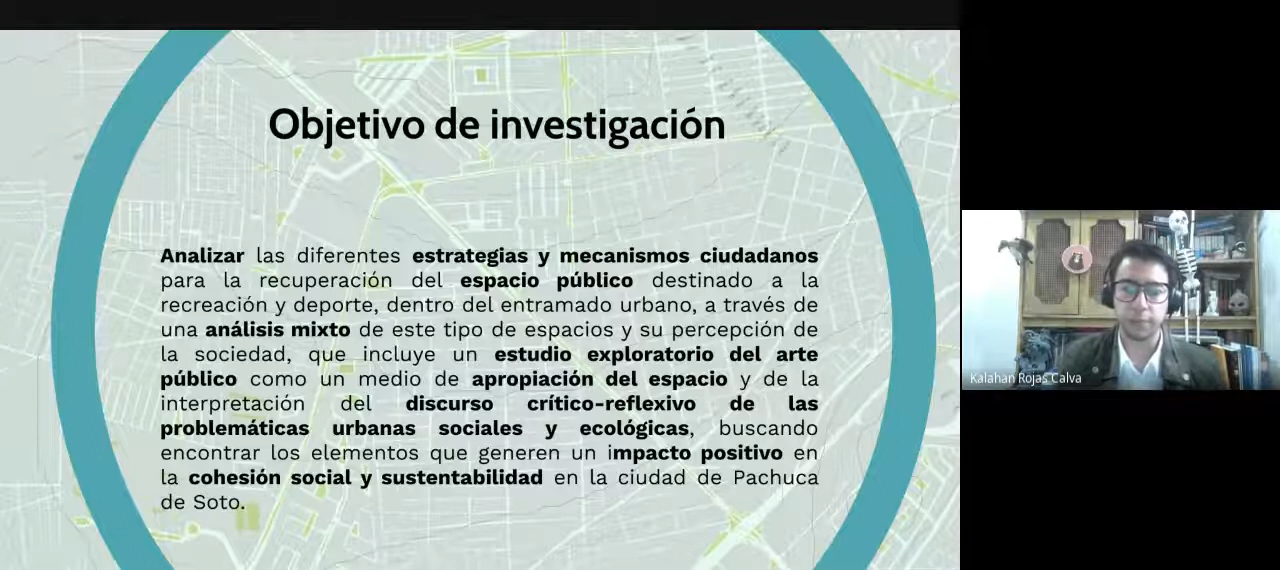 Objetivo de investigación
Analizar las diferentes estrategias y mecanismos ciudadanos
para la recuperación del espacio público destinado a la
recreación y deporte, dentro del entramado urbano, a través de
una análisis mixto de este tipo de espacios y su percepción de
la sociedad, que incluye un estudio exploratorio del arte
público como un medio de apropiación del espacio y de la
interpretación del discurso crítico-reflexivo de las
problemáticas urbanas sociales y ecológicas, buscando
encontrar los elementos que generen un impacto positivo en
la cohesión social y sustentabilidad en la ciudad de Pachuca
de Soto.
Kalahan Rojas Calva